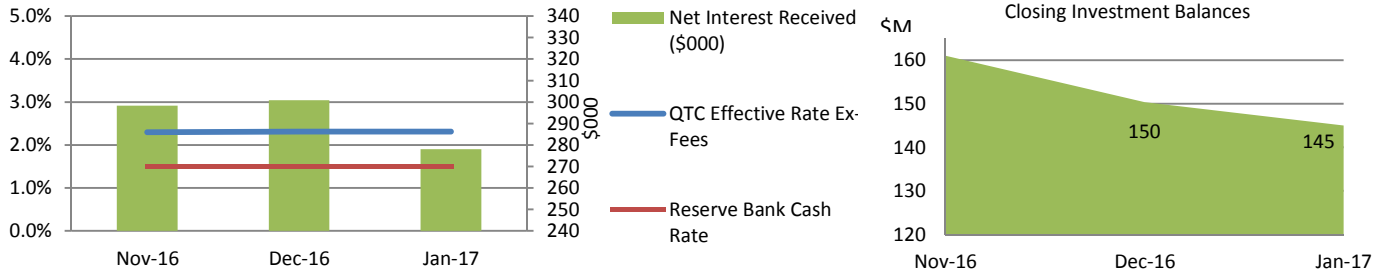 5.0%
4.0%
3.0%
2.0%
1.0%
0.0%
Nov-16
Dec-16
Jan-17
340
330
320
310
300
290
280
270
260
250
240
$000
Net Interest Received
($000)
QTC Effective Rate Ex-
Fees
Reserve Bank Cash
Rate
Closing Investment Balances
$M
160
150
140
130
120
150
145
Nov-16
Dec-16
Jan-17